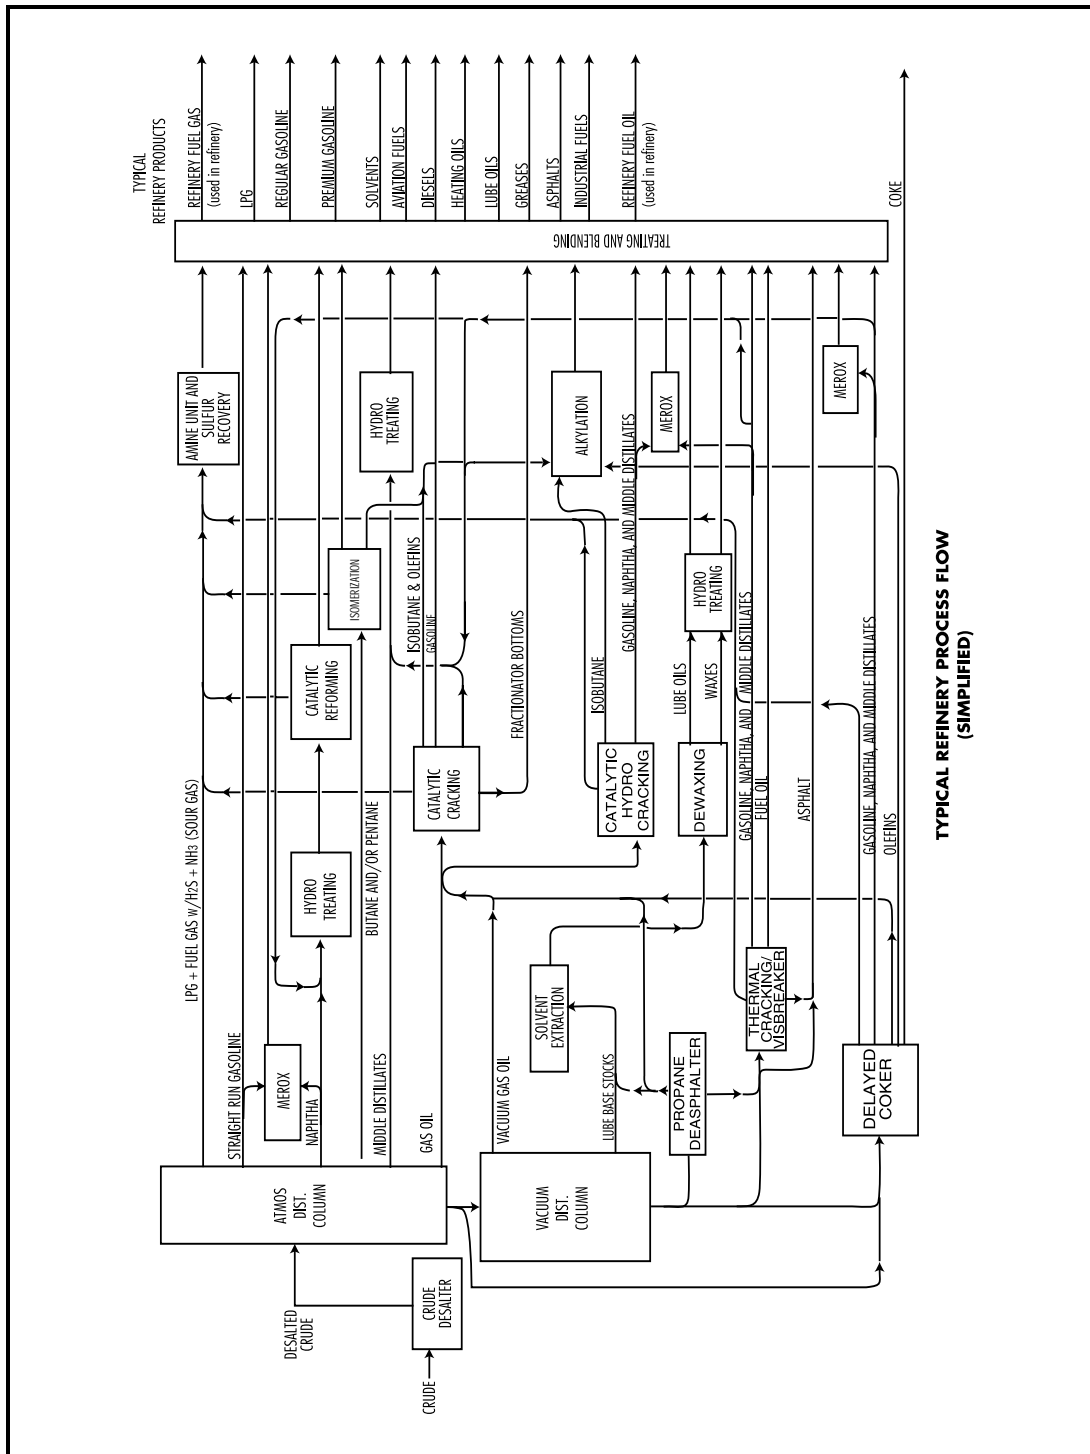 TYPICAL
REFINERY PRODUCTS
REFINERY FUEL GAS
(used in refinery)
LPG
REGULAR GASOLINE
PREMIUM GASOLINE
SOLVENTS
AVIATION FUELS
DIESELS
HEATING OILS
LUBE OILS
GREASES
ASPHALTS
INDUSTRIAL FUELS
REFINERY FUEL OIL
(used in refinery)
COKE
TREATING AND BLENDING
AMINE UNIT AND
SULFUR
RECOVERY
HYDRO
TREATING
ALKYLATION
MEROX
MEROX
ISOMERIZATION
ISOBUTANE & OLEFINS
GASOLINE
GASOLINE, NAPHTHA, AND MIDDLE DISTILLATES
HYDRO
TREATING
CATALYTIC
REFORMING
FRACTIONATOR BOTTOMS
ISOBUTANE
LUBE OILS
WAXES
GASOLINE, NAPHTHA, AND MIDDLE DISTILLATES
FUEL OIL
ASPHALT
GASOLINE, NAPHTHA, AND MIDDLE DISTILLATES
OLEFINS
CATALYTIC
CRACKING
CATALYTIC
HYDRO
CRACKING
DEWAXING
LPG + FUEL GAS w/H2S + NH3 (SOUR GAS)
HYDRO
TREATING
BUTANE AND/OR PENTANE
SOLVENT
EXTRACTION
THERMAL
CRACKING/
VISBREAKER
STRAIGHT RUN GASOLINE
MEROX
NAPHTHA
MIDDLE DISTILLATES
GAS OIL
VACUUM GAS OIL
LUBE BASE STOCKS
PROPANE
DEASPHALTER
DELAYED
COKER
ATMOS
DIST.
COLUMN
VACUUM
DIST.
COLUMN
DESALTED
CRUDE
CRUDE
DESALTER
CRUDE
TYPICAL REFINERY PROCESS FLOW
(SIMPLIFIED)